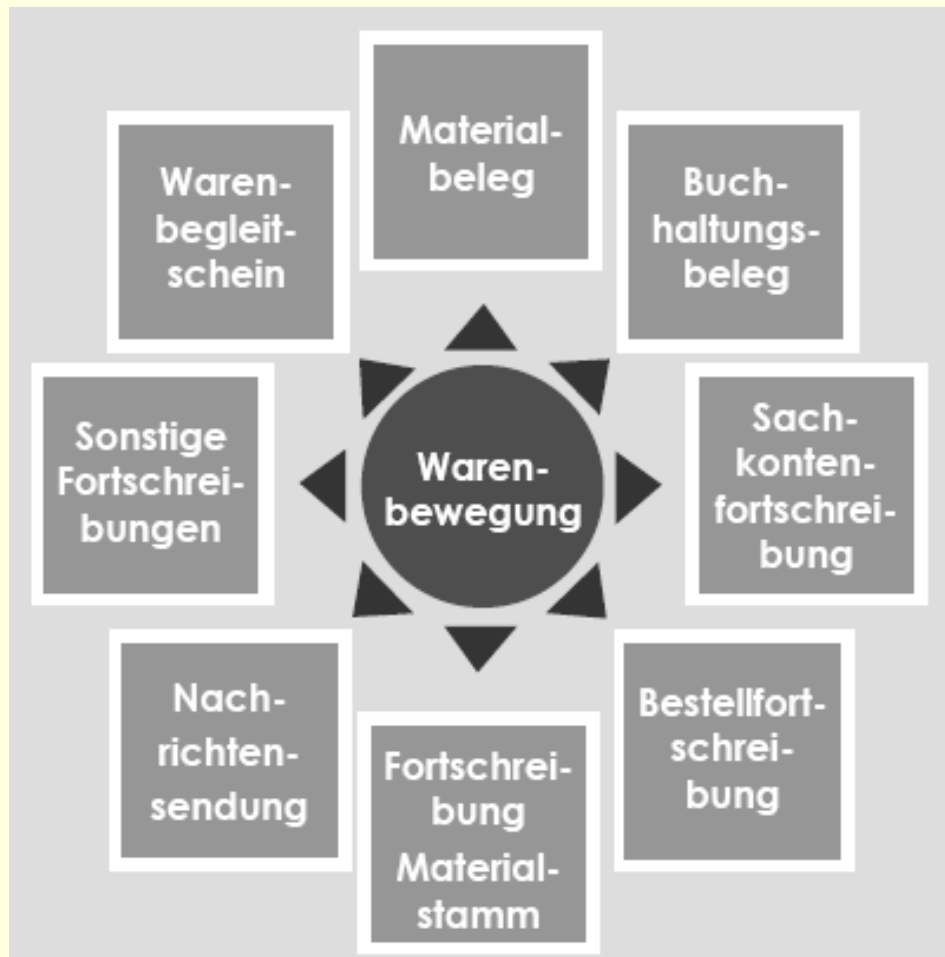 Material-
beleg
Waren-
begleit-
schein
Buch-
haltungs-
beleg
Sonstige
Fortschrei-
bungen
Waren-
bewegung
Sach-
konten-
fortschrei-
bung
Nach-
richten-
sendung
Fortschrei-
bung
Material-
stamm
Bestellfort-
schrei-
bung